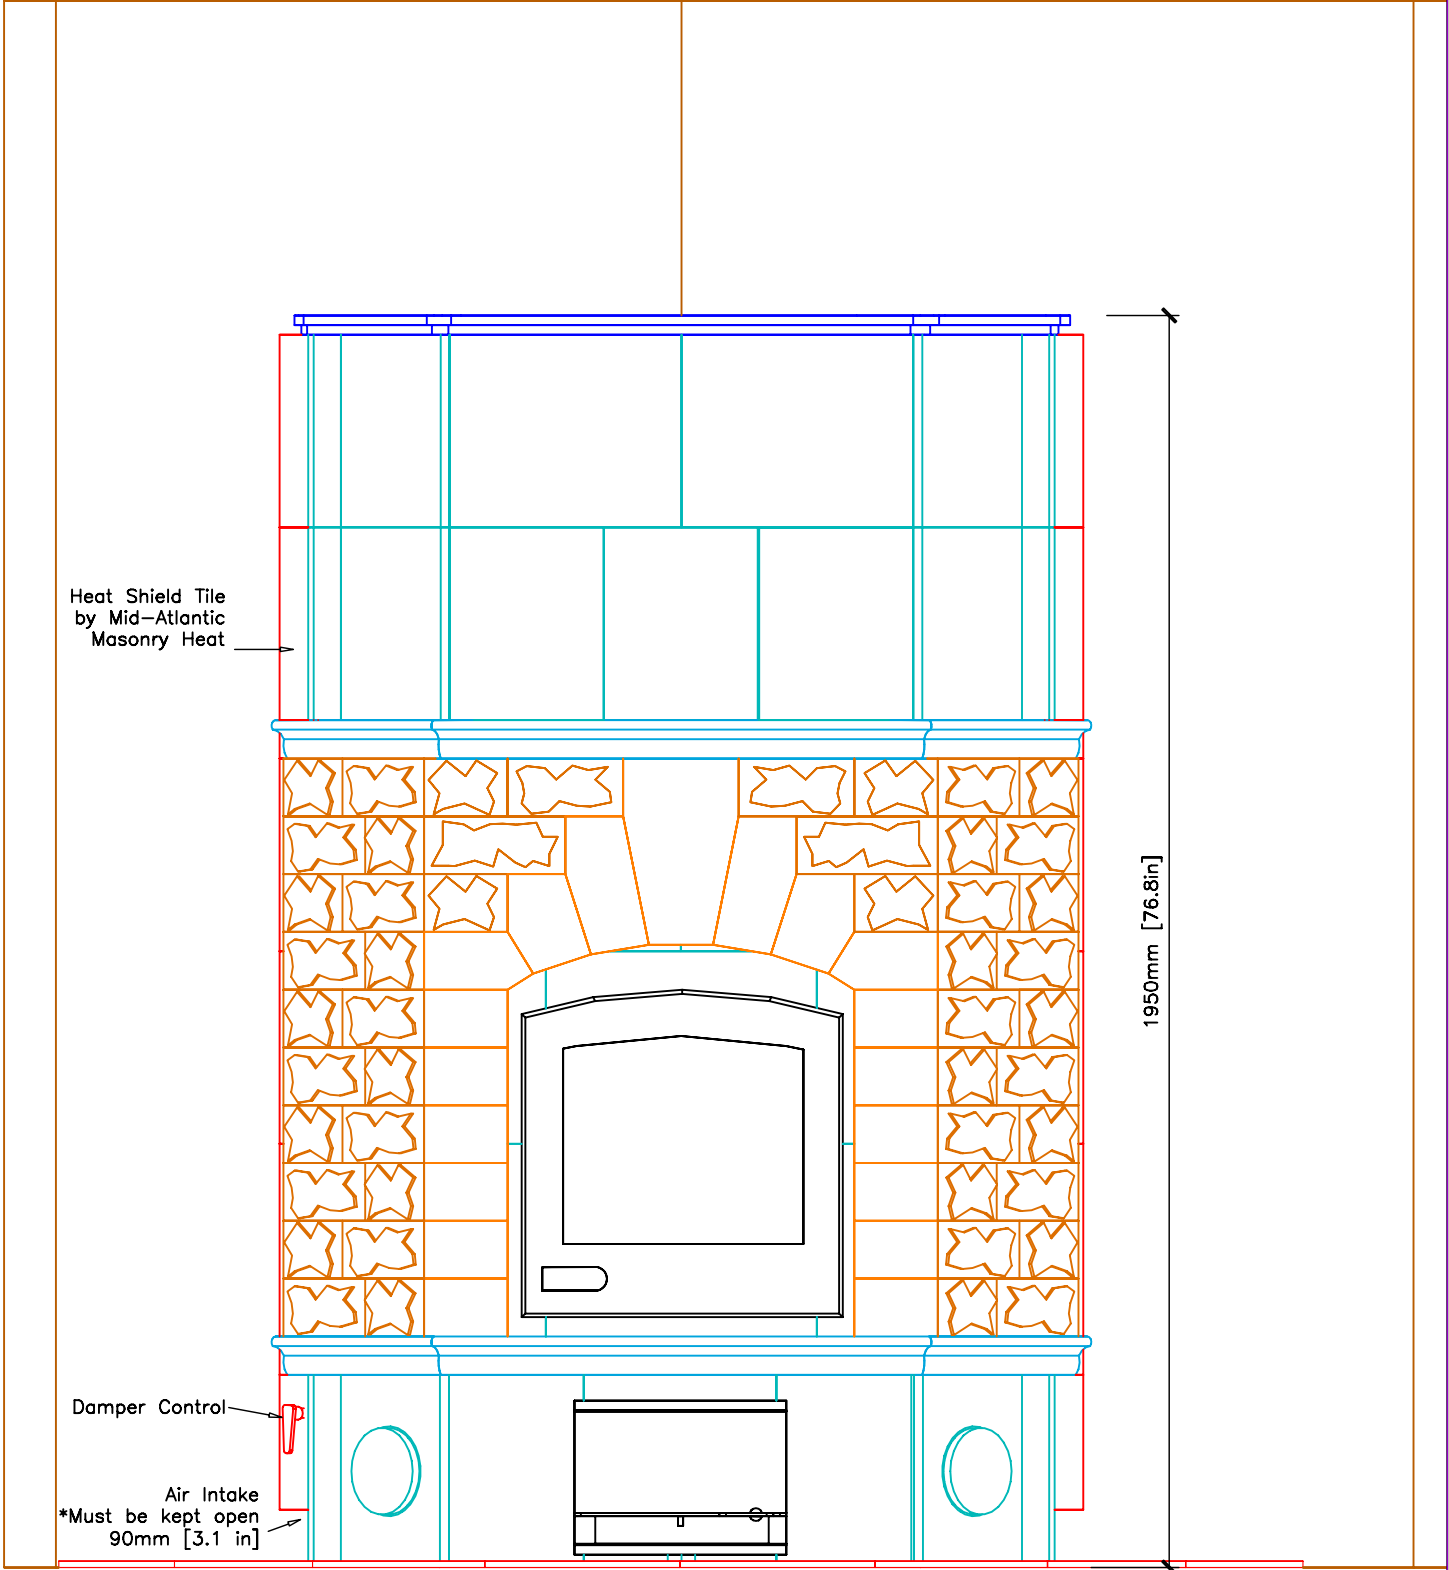 Heat Shield Tile
by Mid-Atlantic
Masonry Heat
1950mm [76.8in]
Damper Control
Air Intake
*Must be kept open
90mm [3.1 in]